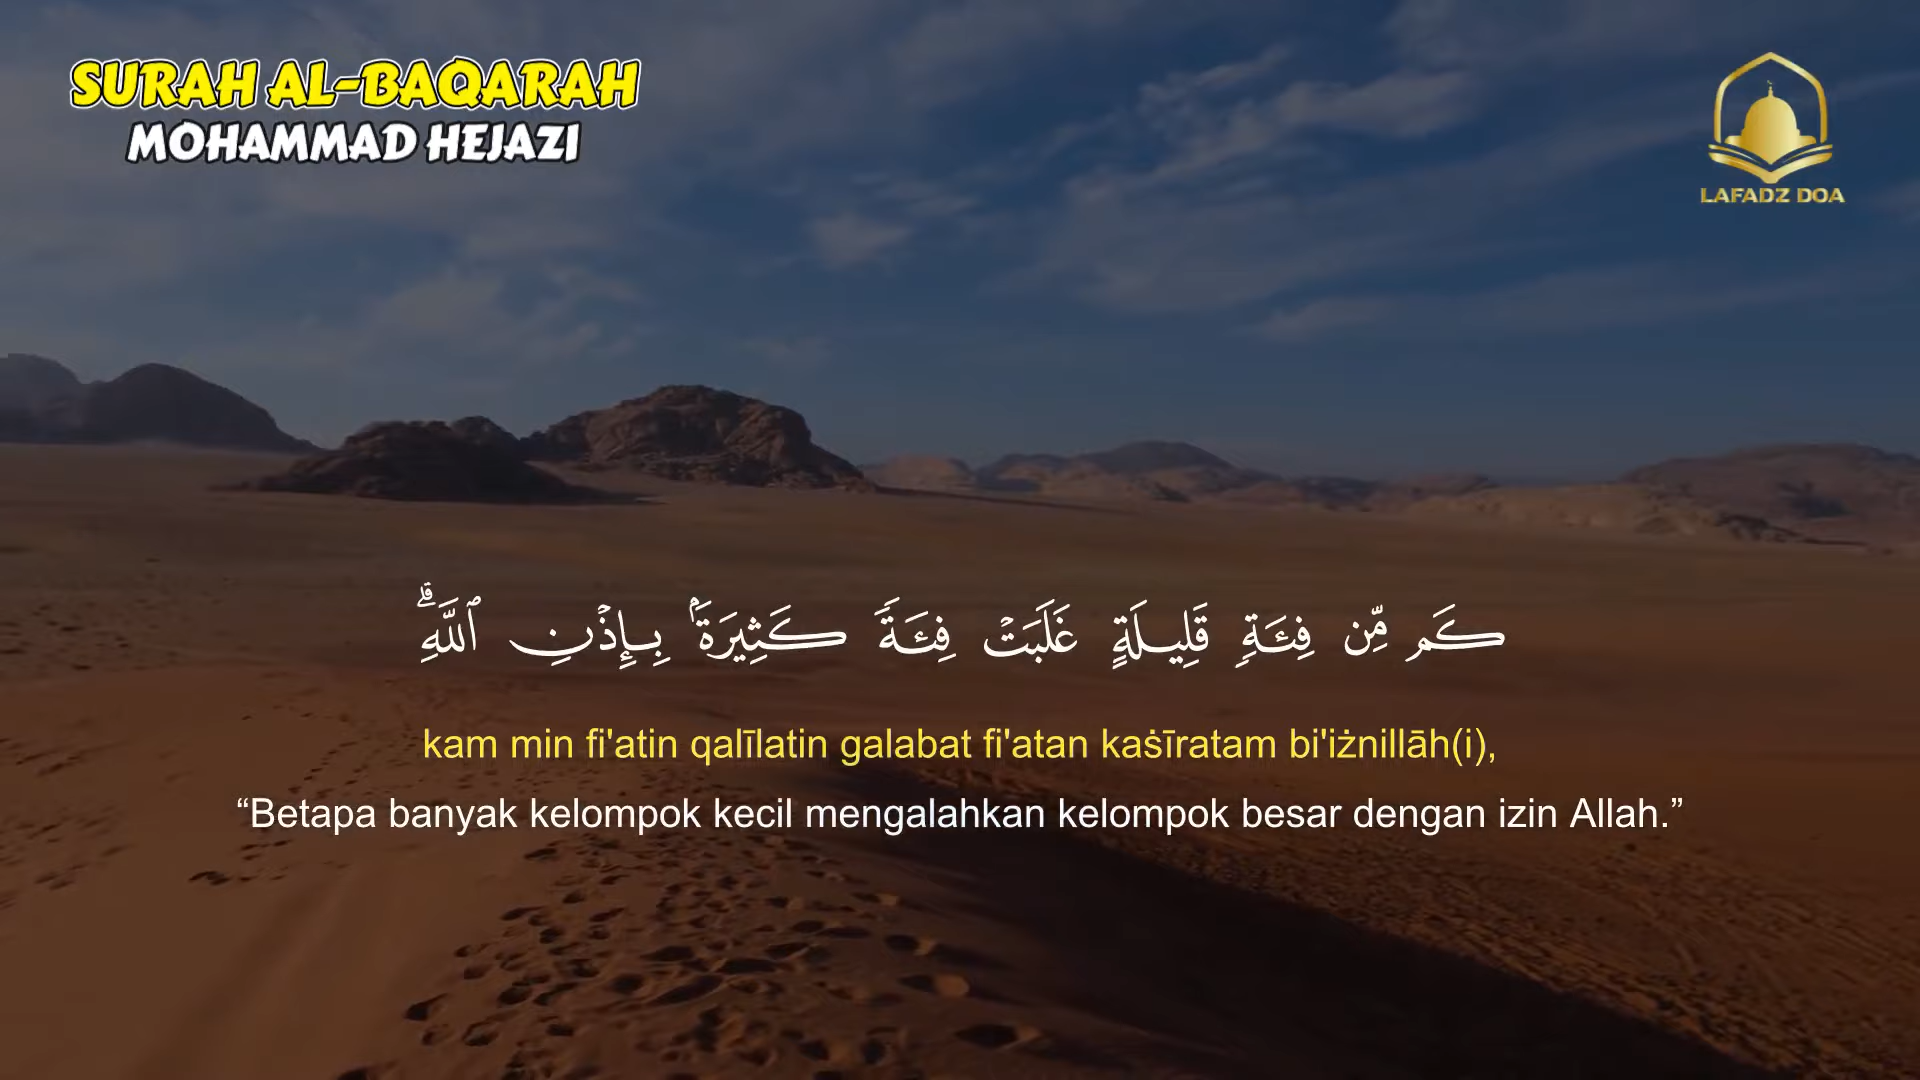 SURAH AL-BAQARAH
MOHAMMAD HEJAZI
LAFADZ DOA
كَم مِّن فِئَةٍ قَلِيلَةٍ غَلَبَتْ فِئَةً كَثِيرَةًۢ بِإِذْنِ ٱللَّهِۗ
kam min fi'atin qalīlatin galabat fi'atan kaṡīratam bi'iżnillāh(i),
“Betapa banyak kelompok kecil mengalahkan kelompok besar dengan izin Allah.”